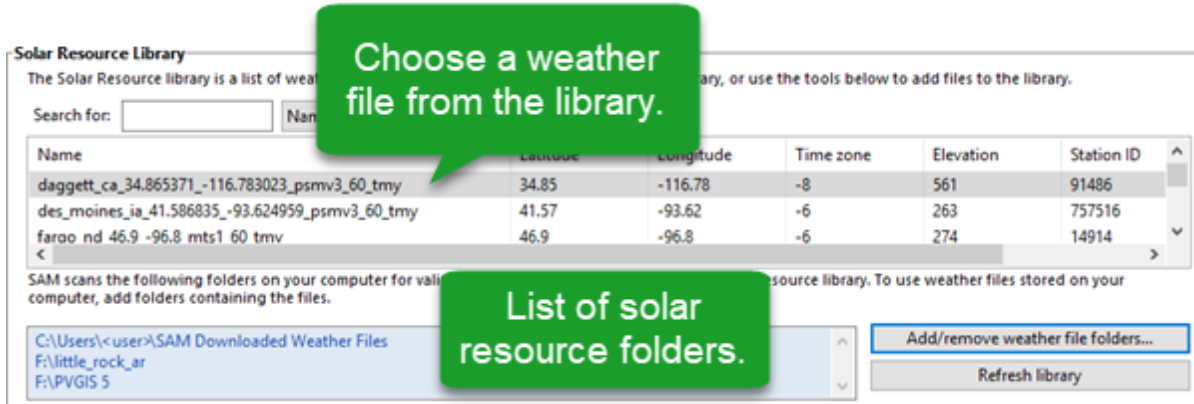 Solar Resource Library
Choose a weather
file from the library.
The Solar Resource library is a list of weat ary, or use the tools below to add files to the library.
Search for: Nam
Name Latitude Longitude Time zone Elevation Station ID
daggett_ca_34.865371_-116.783023_psmv3_60_tmy 34.85 -116.78 -8 561 91486
des_moines_ia_41.586835_-93.624959_psmv3_60_tmy 41.57 -93.62 -6 263 757516
fargo_nd_46.9_-96.8_mts1_60_tmy 46.9 -96.8 -6 274 14914
SAM scans the following folders on your computer for vali source library. To use weather files stored on your
computer, add folders containing the files.
List of solar
resource folders.
C:\Users\<user>\SAM Downloaded Weather Files
F:\little_rock_ar
F:\PVGIS 5
Add/remove weather file folders...
Refresh library